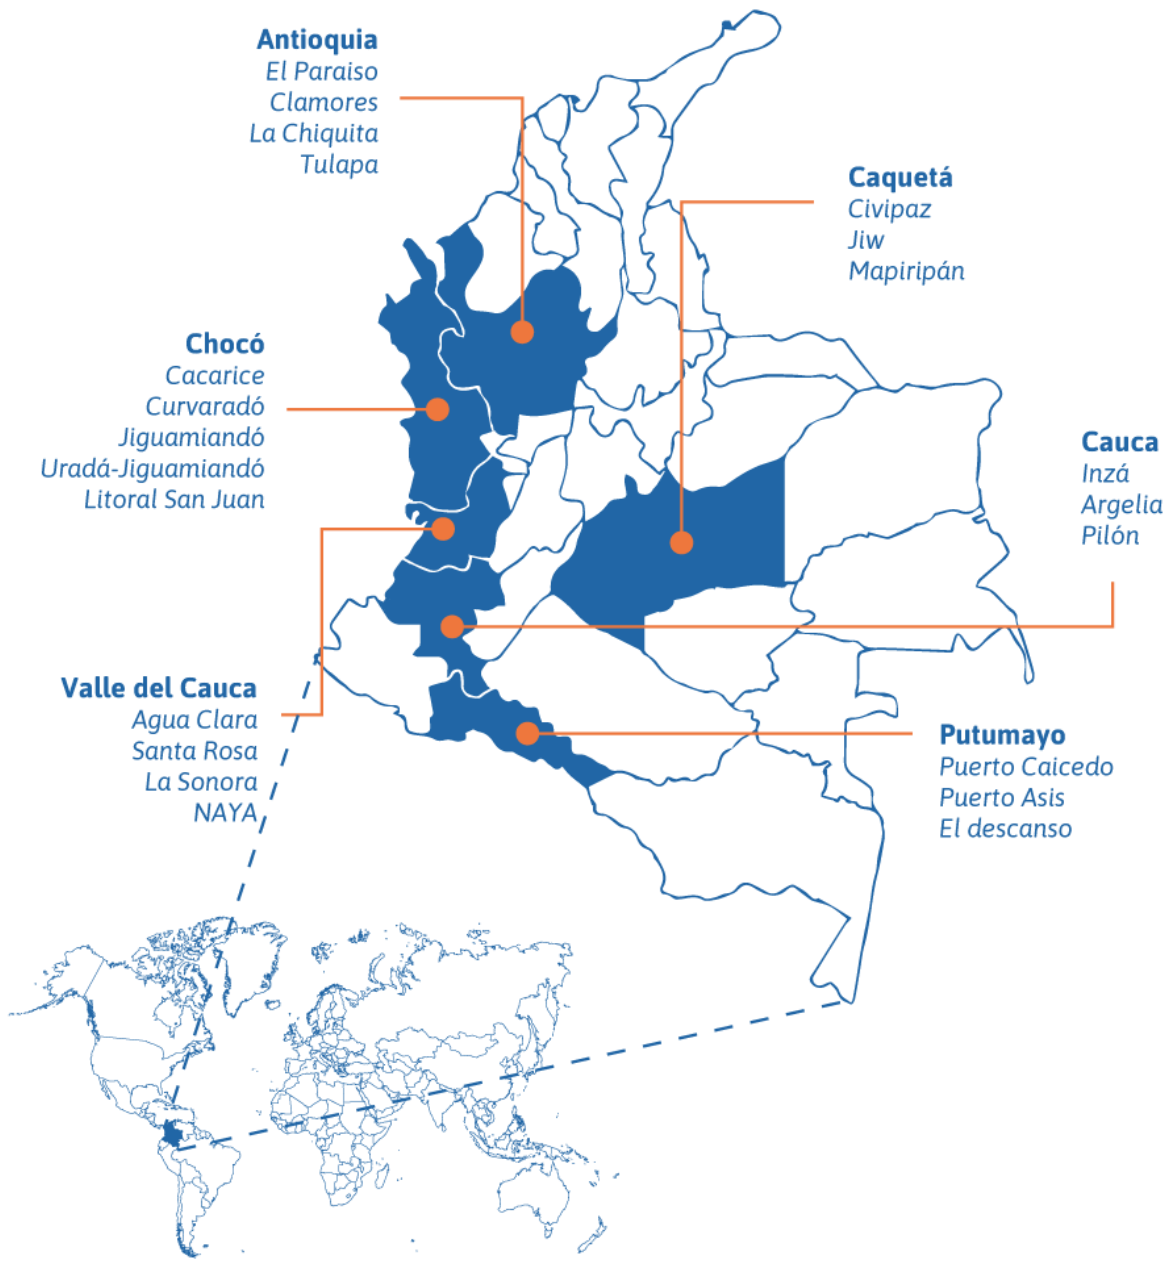 Antioquia
El Paraiso
Clamores
La Chiquita
Tulapa
Caquetá
Civipaz
Jiw
Mapiripán
Chocó
Cacarice
Curvaradó
Jiguamiandó
Uradá-Jiguamiandó
Litoral San Juan
Cauca
Inzá
Argelia
Pilón
Valle del Cauca
Agua Clara
Santa Rosa
La Sonora
NAYA
Putumayo
Puerto Caicedo
Puerto Asis
El descanso